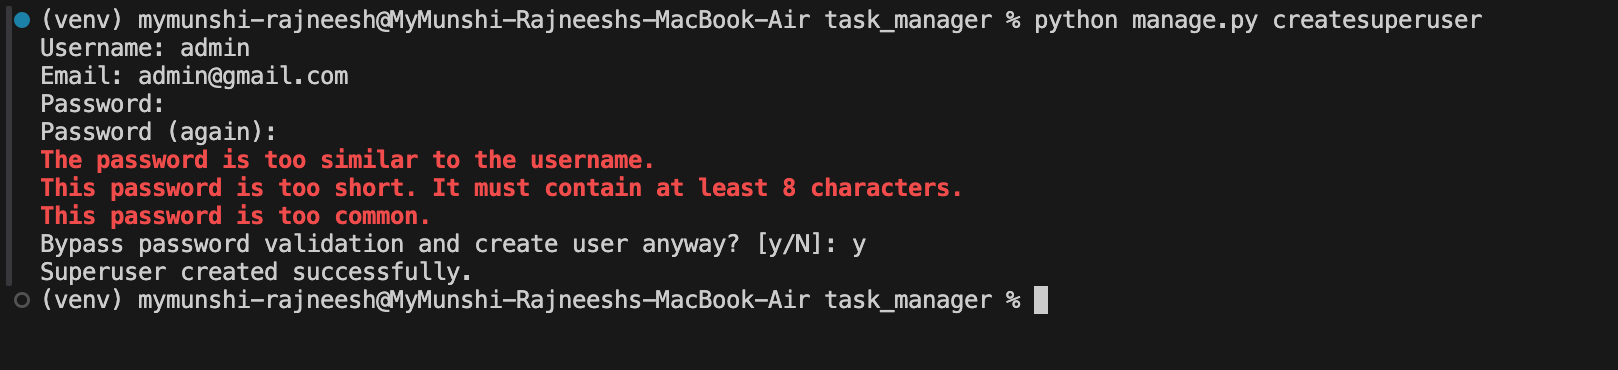 (venv) mymunshi-rajneesh@MyMunshi-Rajneeshs-MacBook-Air task_manager % python manage.py createsuperuser
Username: admin
Email: admin@gmail.com
Password:
Password (again):
The password is too similar to the username.
This password is too short. It must contain at least 8 characters.
This password is too common.
Bypass password validation and create user anyway? [y/N]: y
Superuser created successfully.
(venv) mymunshi-rajneesh@MyMunshi-Rajneeshs-MacBook-Air task_manager %